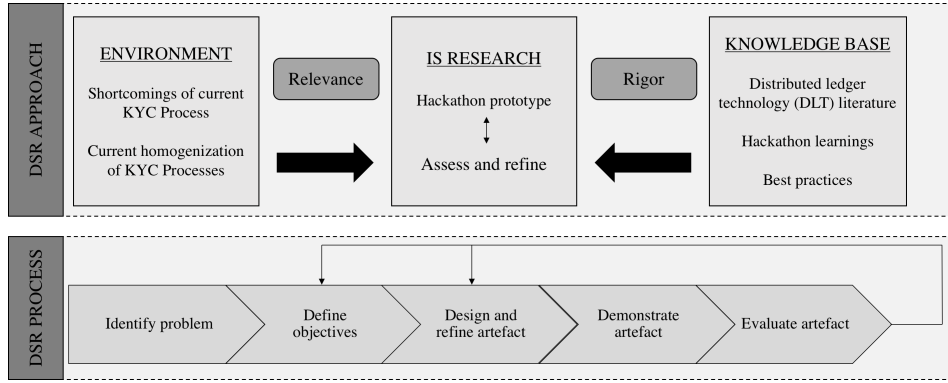 DSR APPROACH
ENVIRONMENT
Shortcomings of current
KYC Process
Current homogenization
of KYC Processes
Relevance
IS RESEARCH
Hackathon prototype
Assess and refine
Rigor
KNOWLEDGE BASE
Distributed ledger
technology (DLT) literature
Hackathon learnings
Best practices
DSR PROCESS
Identify problem
Define
objectives
Design and
refine artefact
Demonstrate
artefact
Evaluate artefact